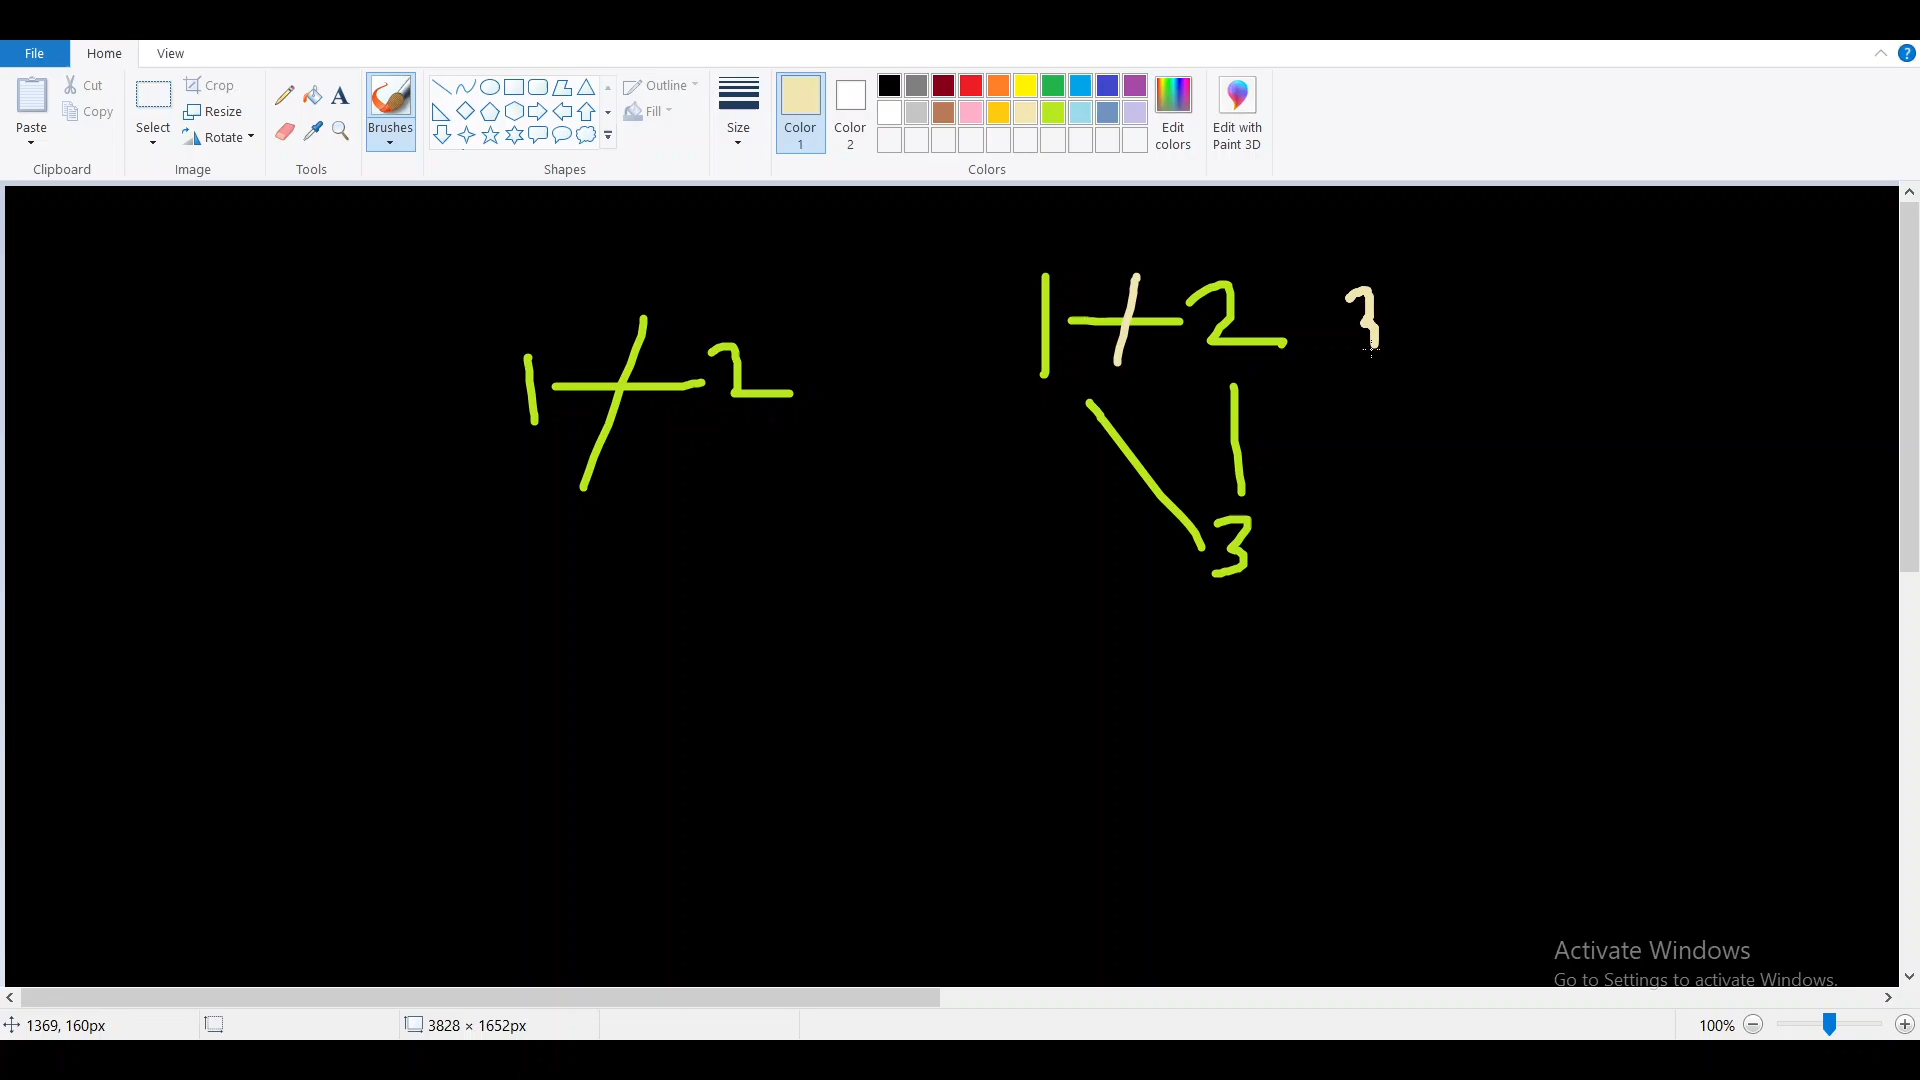 File Home View
Paste Cut Copy Select Crop Resize Rotate Brushes Outline Fill Size Color 1 Color 2 Edit colors Edit with Paint 3D
Clipboard Image Tools Shapes Colors
1 2
1 + 2 3
3
Activate Windows
Go to Settings to activate Windows.
1369, 160px 3828 × 1652px 100%